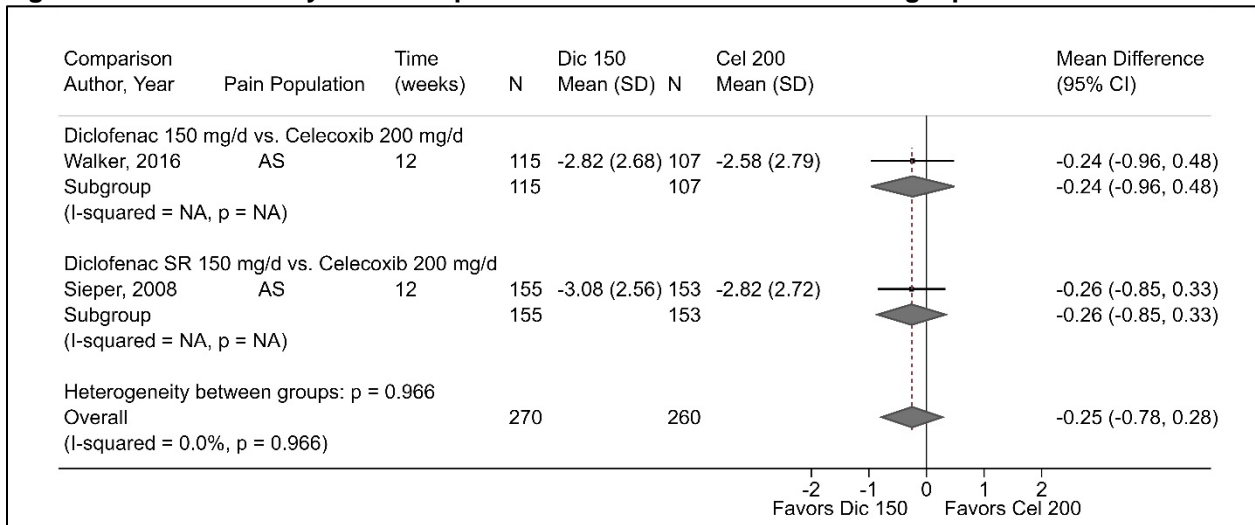 Comparison Time Dic 150 Cel 200 Mean Difference
Author, Year Pain Population (weeks) N Mean (SD) N Mean (SD) (95% CI)
Diclofenac 150 mg/d vs. Celecoxib 200 mg/d
Walker, 2016 AS 12 115 -2.82 (2.68) 107 -2.58 (2.79) -0.24 (-0.96, 0.48)
Subgroup 115 107 -0.24 (-0.96, 0.48)
(I-squared = NA, p = NA)
Diclofenac SR 150 mg/d vs. Celecoxib 200 mg/d
Sieper, 2008 AS 12 155 -3.08 (2.56) 153 -2.82 (2.72) -0.26 (-0.85, 0.33)
Subgroup 155 153 -0.26 (-0.85, 0.33)
(I-squared = NA, p = NA)
Heterogeneity between groups: p = 0.966
Overall 270 260 -0.25 (-0.78, 0.28)
(I-squared = 0.0%, p = 0.966)
-2 -1 0 1 2
Favors Dic 150 Favors Cel 200